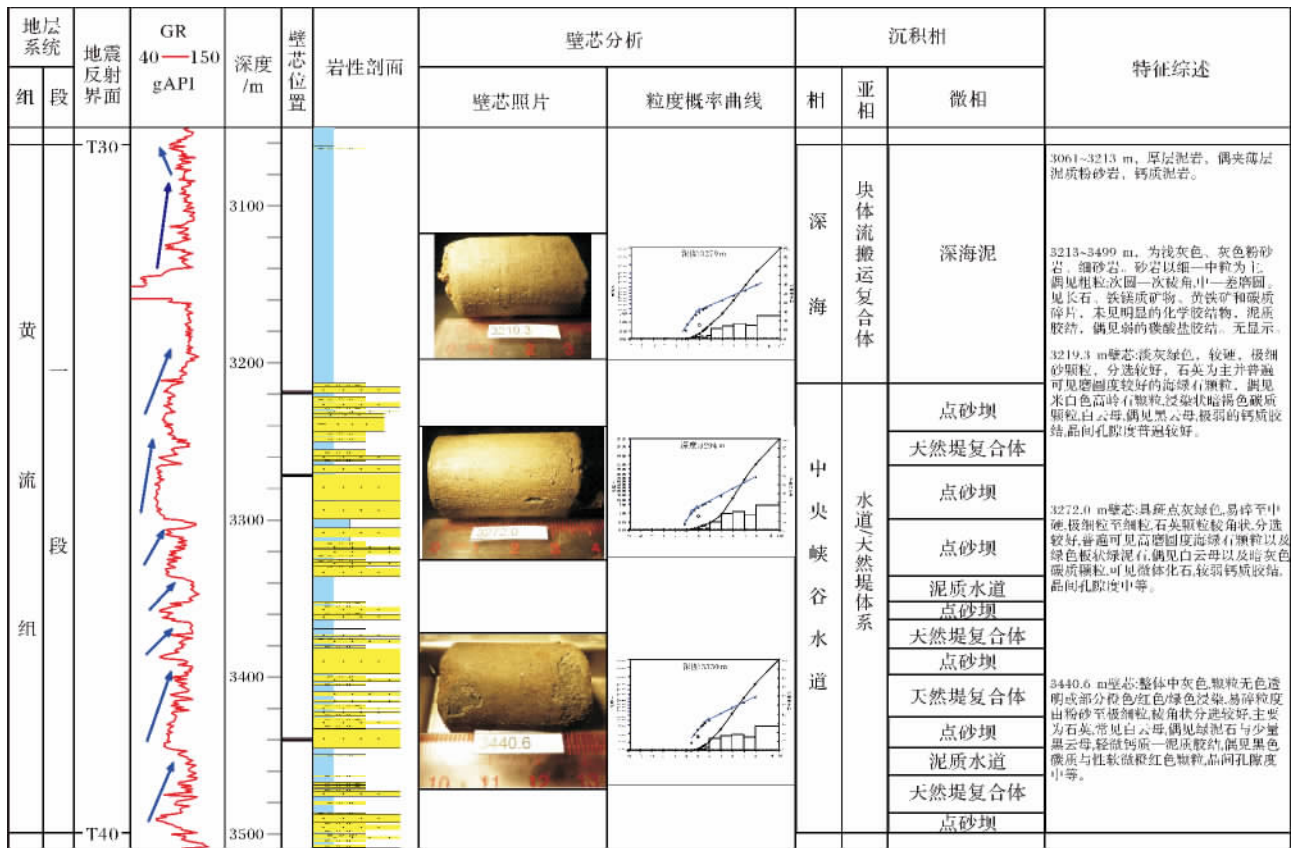 地层系统
组
段
地震反射界面
GR
40 150
gAPI
深度/m
壁芯位置
岩性剖面
壁芯分析
壁芯照片
粒度概率曲线
沉积相
相
亚相
微相
特征综述
T30
T40
黄流组
一段
3100
3200
3300
3400
3500
3219.3
3272.0
3440.6
10 11 12
深海
中央峡谷水道
块体流搬运复合体
水道/天然堤体系
深海泥
点砂坝
天然堤复合体
点砂坝
点砂坝
泥质水道
点砂坝
天然堤复合体
点砂坝
天然堤复合体
点砂坝
泥质水道
天然堤复合体
点砂坝
3061~3213 m，厚层泥岩，偶夹薄层
泥质粉砂岩，钙质泥岩。
3213~3499 m，为浅灰色、灰色粉砂
岩、细砂岩。砂岩以细—中粒为主
偶见粗粒;次圆—次棱角,中—差磨圆。
见长石、铁镁质矿物、黄铁矿和碳质
碎片，未见明显的化学胶结物，泥质
胶结，偶见弱的碳酸盐胶结。无显示。
3219.3 m壁芯:淡灰绿色，较硬，极细
砂颗粒，分选较好，石英为主并普遍
可见磨圆度较好的海绿石颗粒，偶见
米白色高岭石颗粒,浸染状暗褐色碳质
颗粒,白云母,偶见黑云母,极弱的钙质胶
结,晶间孔隙度普遍较好。
3272.0 m壁芯:具斑点灰绿色,易碎至中
硬,极细粒至细粒,石英颗粒棱角状,分选
较好,普遍可见高磨圆度海绿石颗粒以及
绿色板状绿泥石,偶见白云母以及暗灰色
碳质颗粒,可见微体化石,较弱钙质胶结,
晶间孔隙度中等。
3440.6 m壁芯:整体中灰色,颗粒无色透
明或部分橙色/红色/绿色浸染,易碎粒度
由粉砂至极细粒,棱角状分选较好,主要
为石英,常见白云母,偶见绿泥石与少量
黑云母,轻微钙质—泥质胶结,偶见黑色
碳质与性软微橙红色颗粒,晶间孔隙度
中等。